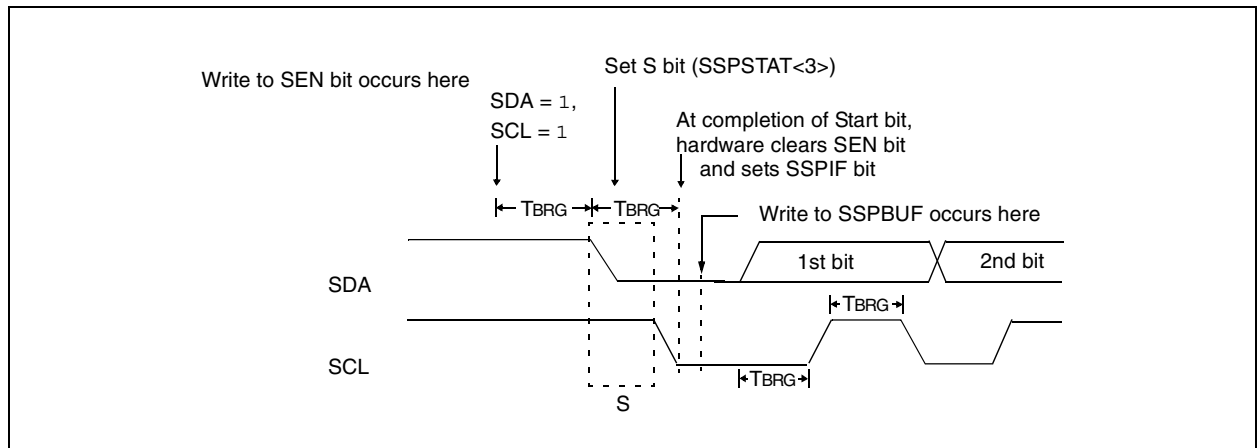 Write to SEN bit occurs here
Set S bit (SSPSTAT<3>)
SDA = 1,
SCL = 1
At completion of Start bit,
hardware clears SEN bit
and sets SSPIF bit
TBRG
TBRG
Write to SSPBUF occurs here
SDA
1st bit
2nd bit
TBRG
SCL
TBRG
S